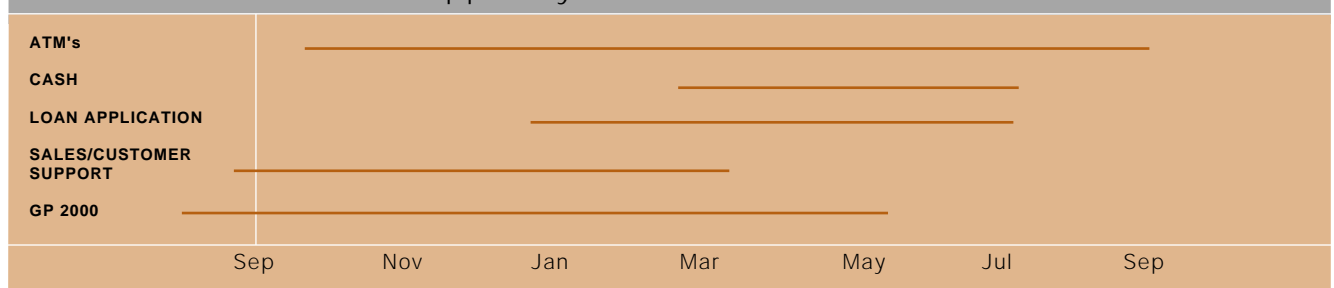 ATM's
CASH
LOAN APPLICATION
SALES/CUSTOMER
SUPPORT
GP 2000
Sep Nov Jan Mar May Jul Sep